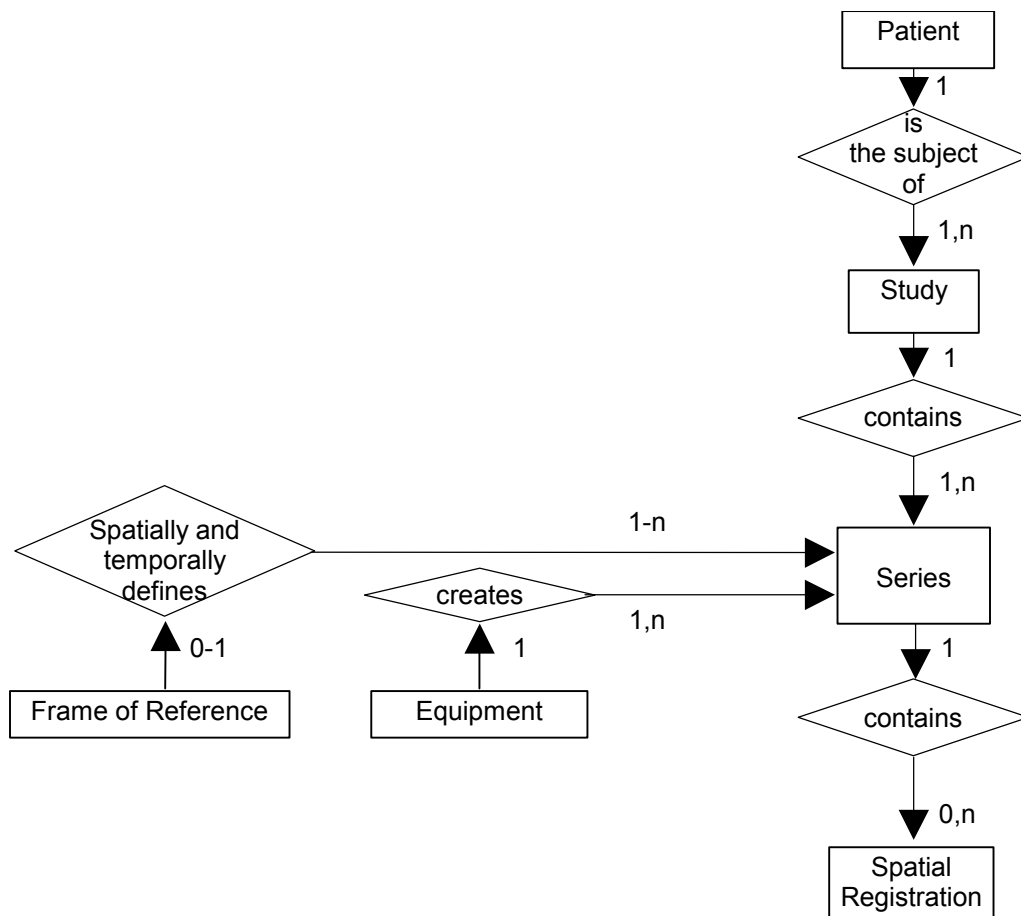 Patient
1
is
the subject
of
1,n
Study
1
contains
1,n
Spatially and
temporally
defines
1-n
Series
creates
1,n
0-1
1
1
Frame of Reference
Equipment
contains
0,n
Spatial
Registration